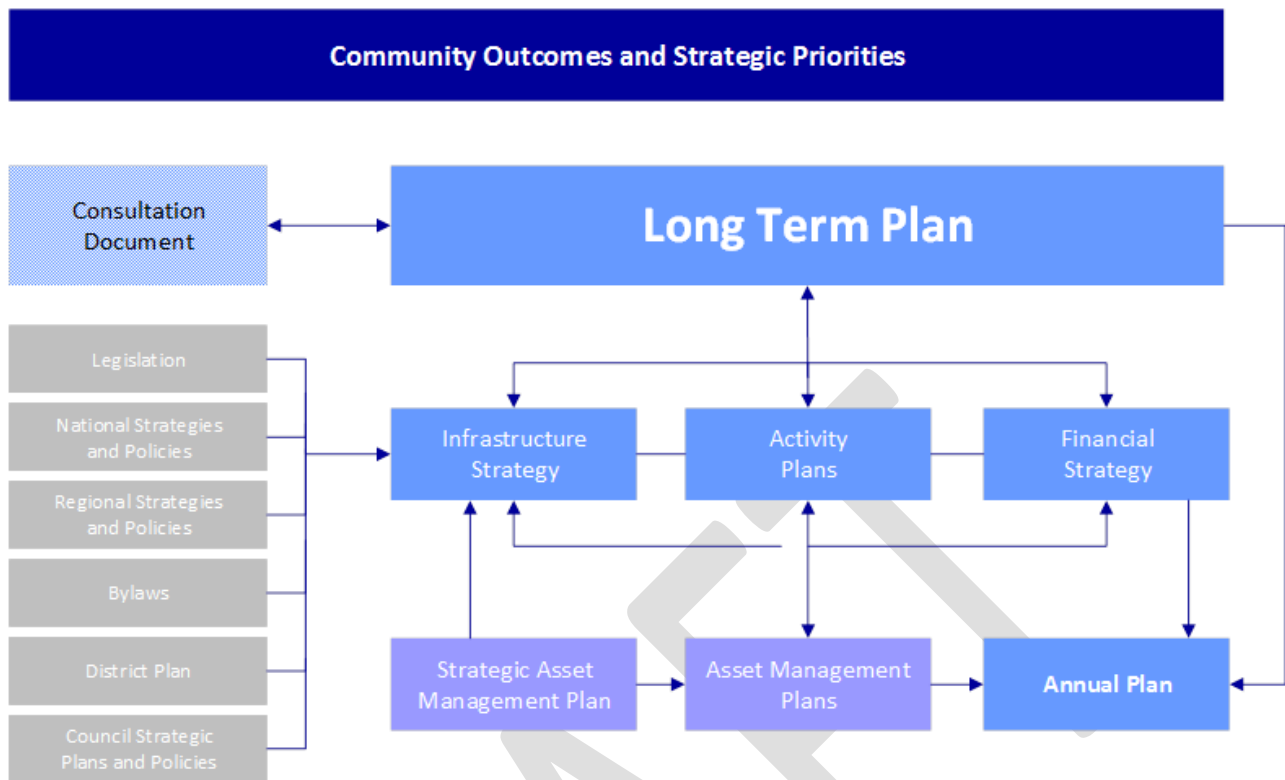 Community Outcomes and Strategic Priorities
Consultation
Document
Long Term Plan
Legislation
National Strategies
and Policies
Regional Strategies
and Policies
Bylaws
District Plan
Council Strategic
Plans and Policies
Infrastructure
Strategy
Activity
Plans
Financial
Strategy
Strategic Asset
Management Plan
Asset Management
Plans
Annual Plan